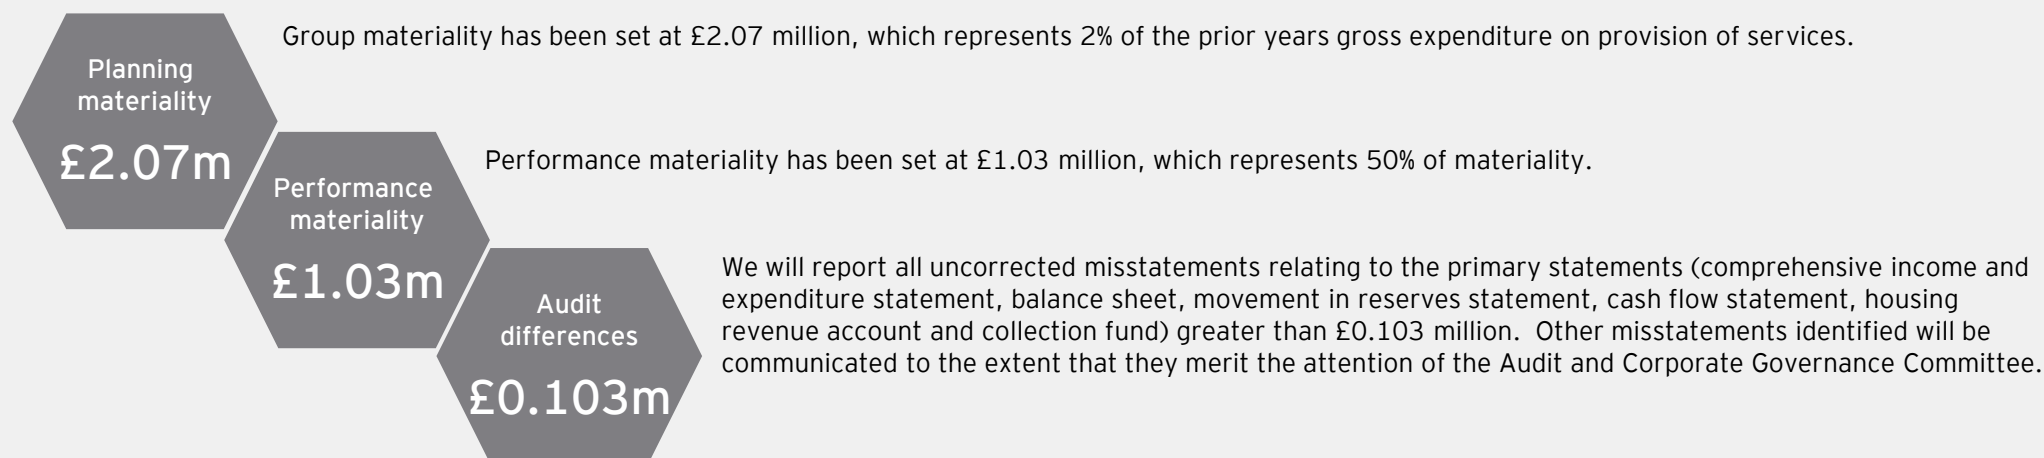 Planning
materiality
£2.07m
Group materiality has been set at £2.07 million, which represents 2% of the prior years gross expenditure on provision of services.
Performance
materiality
£1.03m
Performance materiality has been set at £1.03 million, which represents 50% of materiality.
Audit
differences
£0.103m
We will report all uncorrected misstatements relating to the primary statements (comprehensive income and
expenditure statement, balance sheet, movement in reserves statement, cash flow statement, housing
revenue account and collection fund) greater than £0.103 million.  Other misstatements identified will be
communicated to the extent that they merit the attention of the Audit and Corporate Governance Committee.